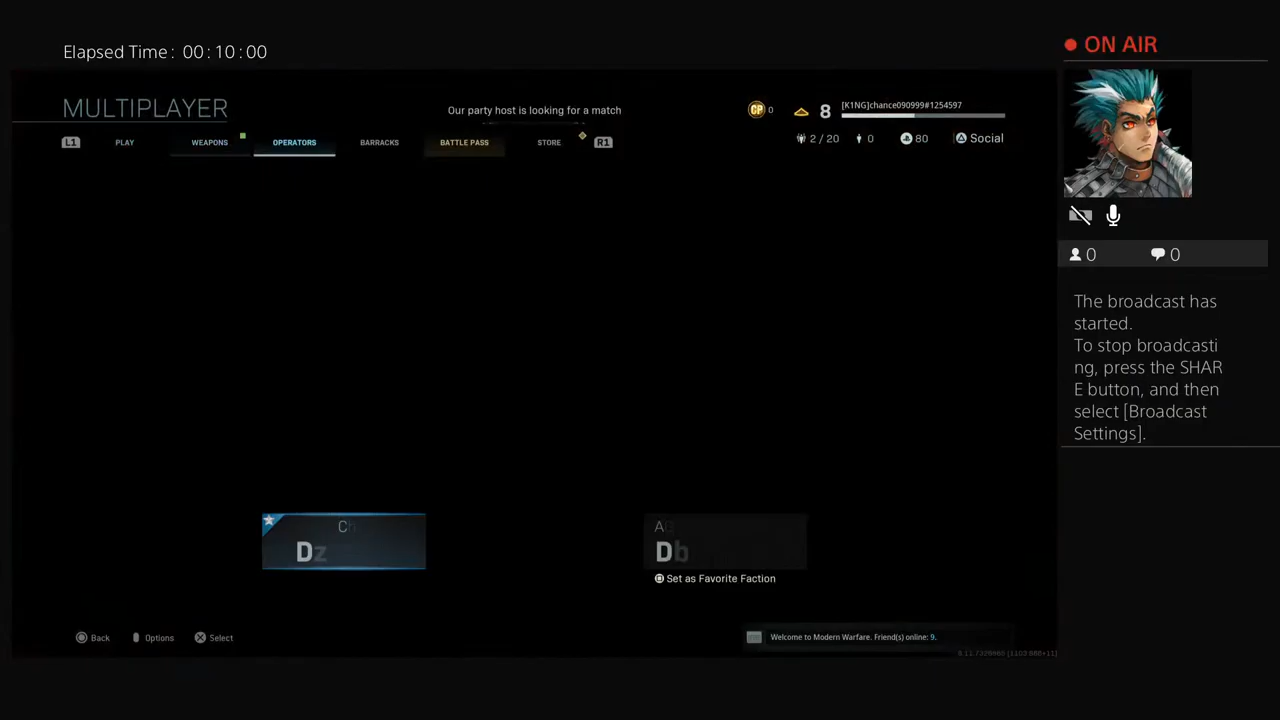 Elapsed Time: 00:10:00
ON AIR
MULTIPLAYER
Our party host is looking for a match
CP 0
8
[K1NG]chance090999#1254597
L1
PLAY
WEAPONS
OPERATORS
BARRACKS
BATTLE PASS
STORE
R1
2 / 20
0
80
Social
0
0
The broadcast has
started.
To stop broadcasti
ng, press the SHAR
E button, and then
select [Broadcast
Settings].
Ch
Dz
AG
Db
Set as Favorite Faction
Back
Options
Select
Welcome to Modern Warfare. Friend(s) online: 9.